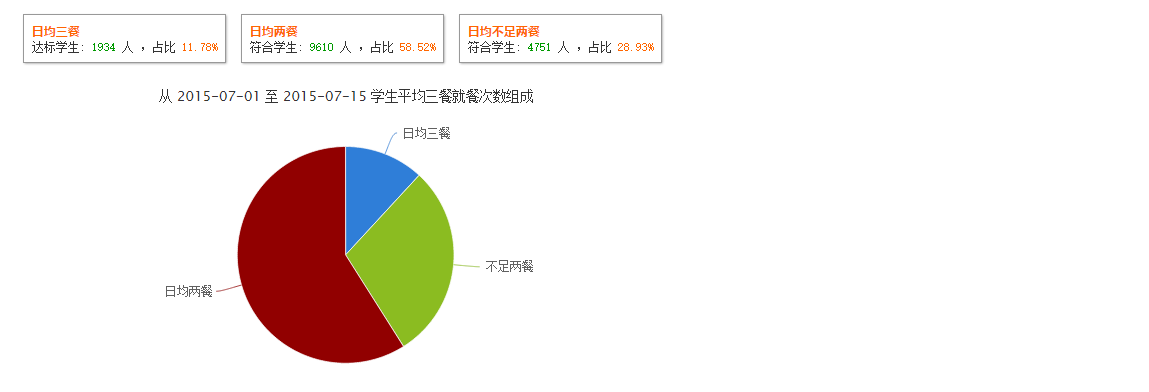 日均三餐
达标学生: 1934 人 , 占比 11.78%
日均两餐
符合学生: 9610 人 , 占比 58.52%
日均不足两餐
符合学生: 4751 人 , 占比 28.93%
从 2015-07-01 至 2015-07-15 学生平均三餐就餐次数组成
日均三餐
不足两餐
日均两餐